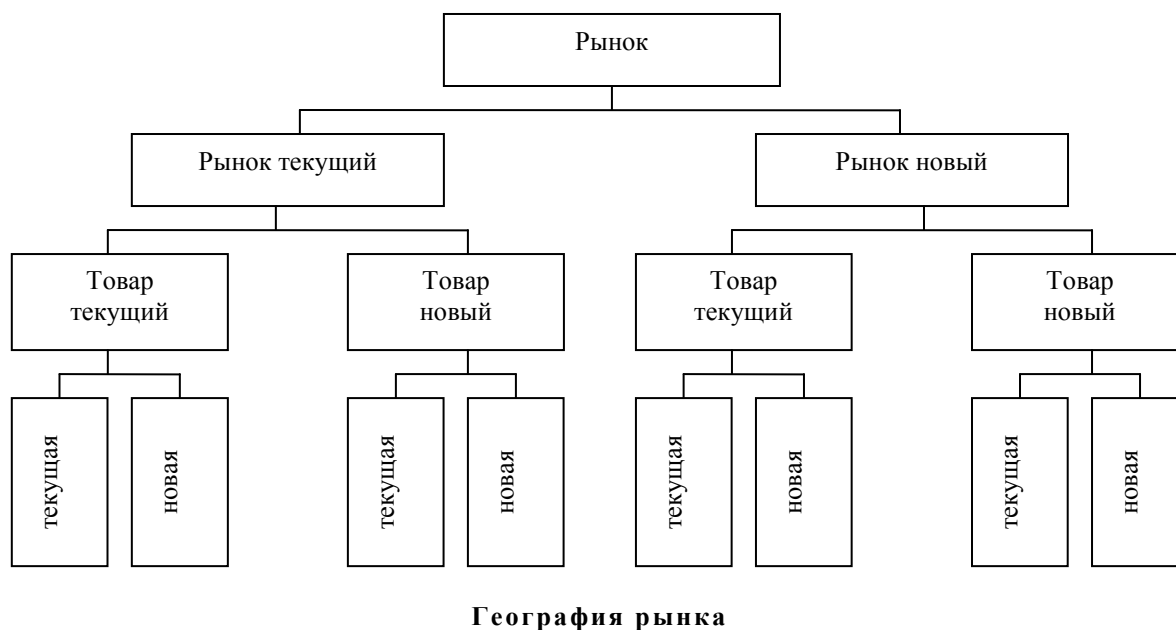 Рынок
Рынок текущий
Рынок новый
Товар
текущий
Товар
новый
Товар
текущий
Товар
новый
текущая
новая
текущая
новая
текущая
новая
текущая
новая
География рынка